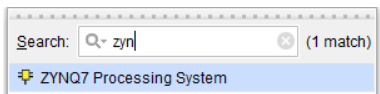 Search: zyn (1 match)
ZYNQ7 Processing System